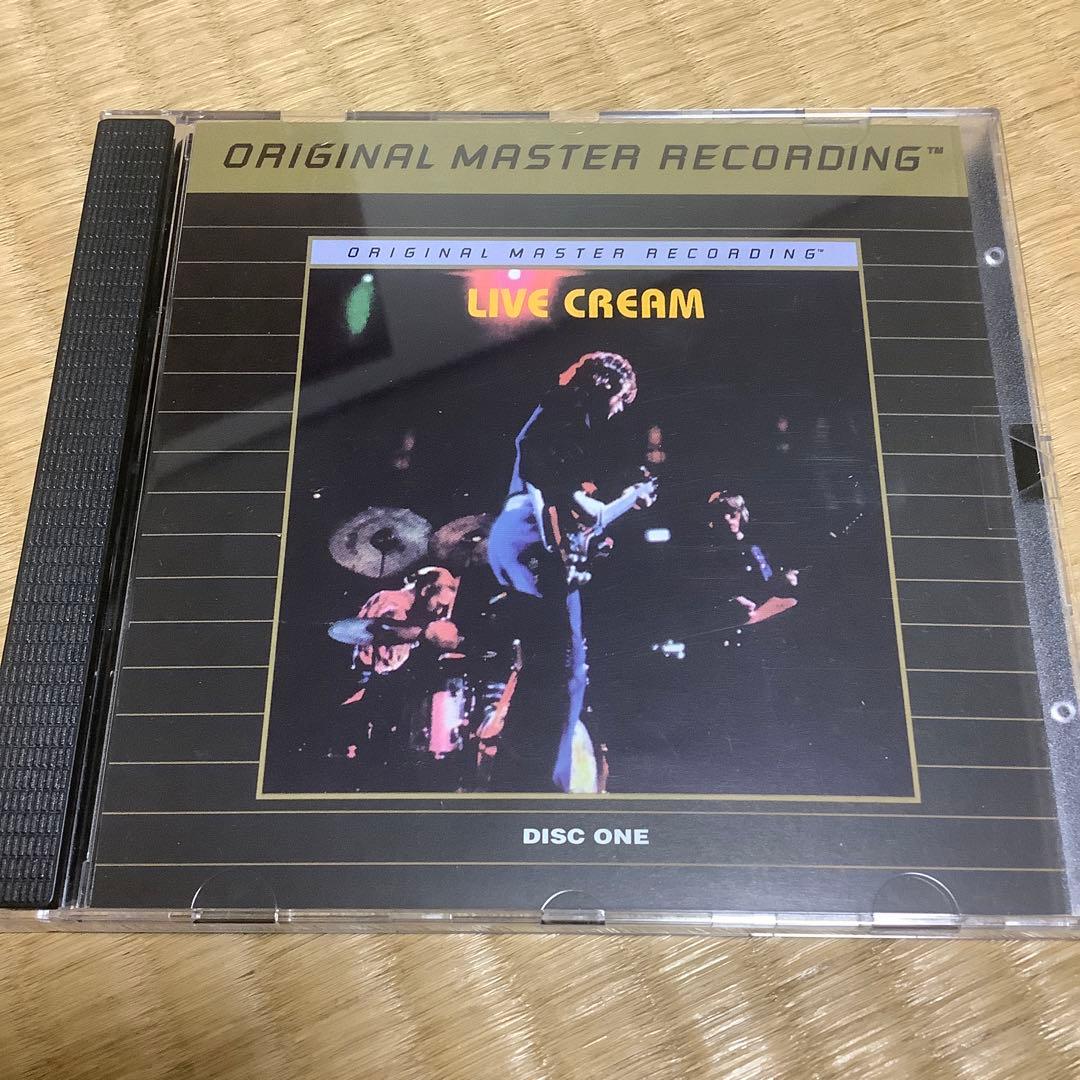 ORIGINAL MASTER RECORDING™
ORIGINAL MASTER RECORDING™
LIVE CREAM
DISC ONE